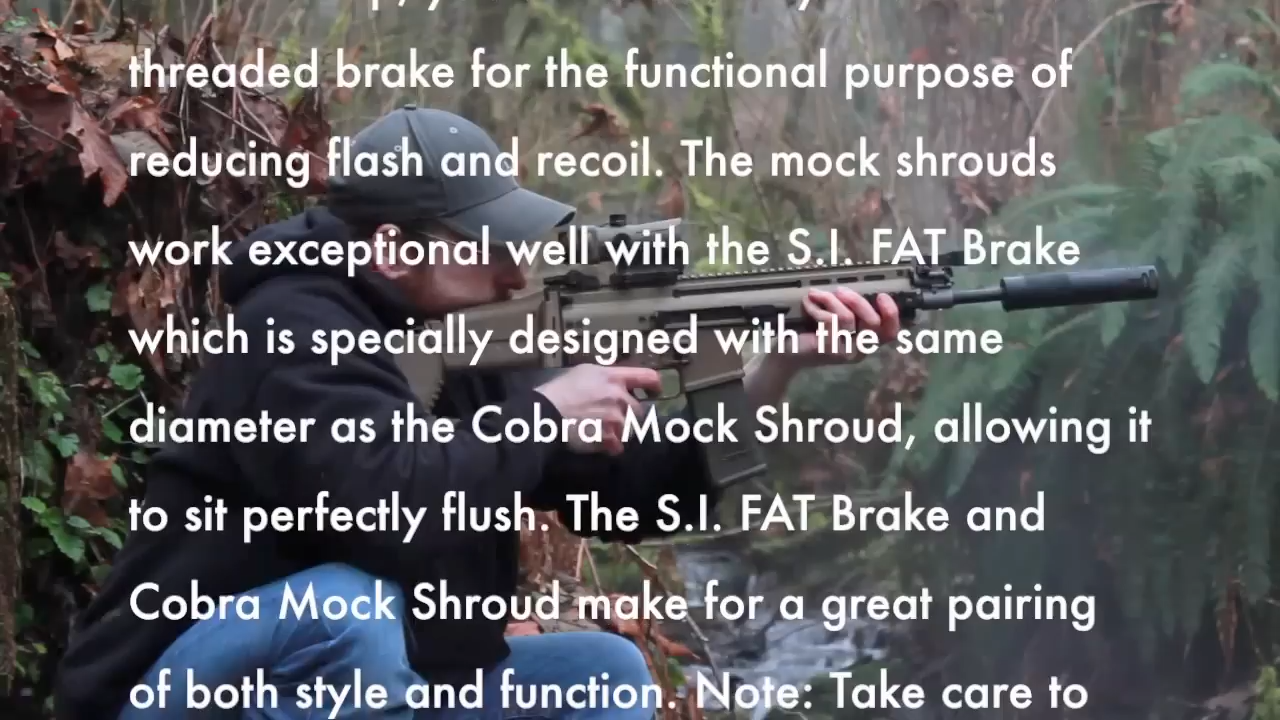 threaded brake for the functional purpose of
reducing flash and recoil. The mock shrouds
work exceptional well with the S.I. FAT Brake
which is specially designed with the same
diameter as the Cobra Mock Shroud, allowing it
to sit perfectly flush. The S.I. FAT Brake and
Cobra Mock Shroud make for a great pairing
of both style and function. Note: Take care to